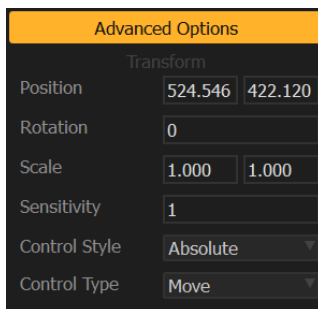 Advanced Options
Transform
Position 524.546 422.120
Rotation 0
Scale 1.000 1.000
Sensitivity 1
Control Style Absolute
Control Type Move